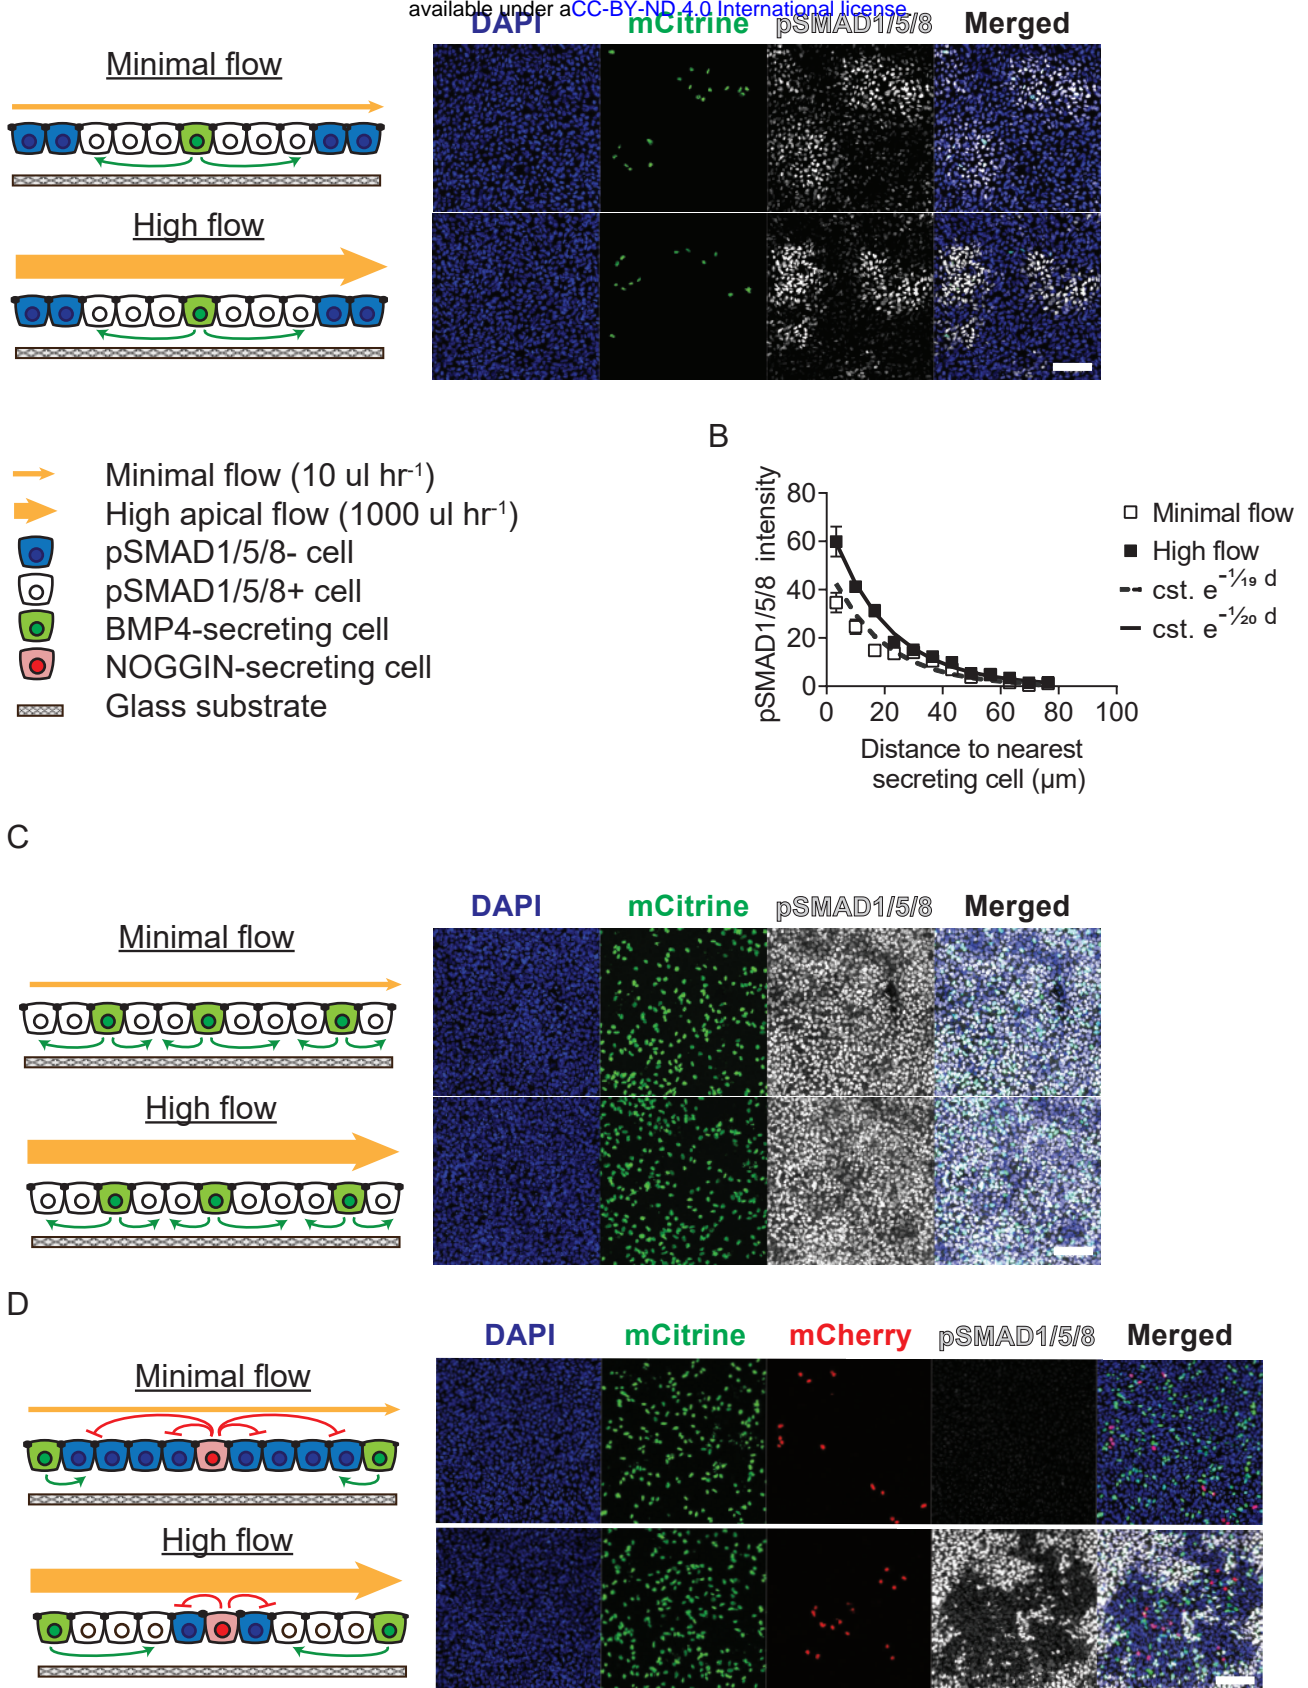 available under aCC-BY-ND 4.0 International license.
DAPI mCitrine pSMAD1/5/8 Merged
Minimal flow
High flow
Minimal flow (10 ul hr⁻¹)
High apical flow (1000 ul hr⁻¹)
pSMAD1/5/8- cell
pSMAD1/5/8+ cell
BMP4-secreting cell
NOGGIN-secreting cell
Glass substrate
B
pSMAD1/5/8 intensity
80
60
40
20
0
0 20 40 60 80 100
Distance to nearest
secreting cell (µm)
Minimal flow
High flow
cst. e⁻¹⁄₁₉ ᵈ
cst. e⁻¹⁄₂₀ ᵈ
C
DAPI mCitrine pSMAD1/5/8 Merged
Minimal flow
High flow
D
DAPI mCitrine mCherry pSMAD1/5/8 Merged
Minimal flow
High flow